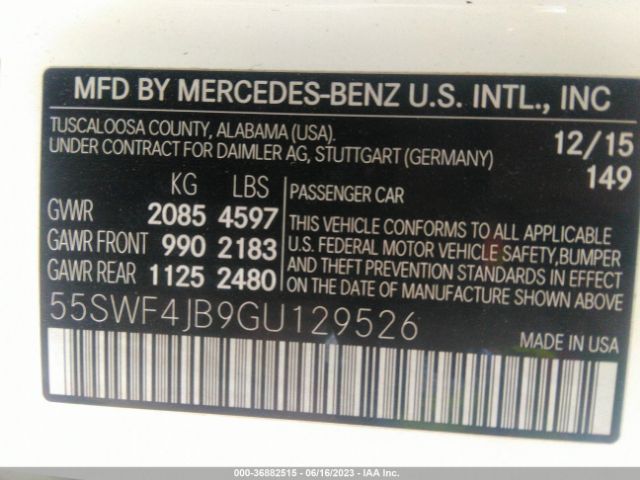 MFD BY MERCEDES-BENZ U.S. INTL., INC
TUSCALOOSA COUNTY, ALABAMA (USA).
UNDER CONTRACT FOR DAIMLER AG, STUTTGART (GERMANY)
12/15
149
KG LBS
GVWR 2085 4597
GAWR FRONT 990 2183
GAWR REAR 1125 2480
PASSENGER CAR
THIS VEHICLE CONFORMS TO ALL APPLICABLE
U.S. FEDERAL MOTOR VEHICLE SAFETY,BUMPER
AND THEFT PREVENTION STANDARDS IN EFFECT
ON THE DATE OF MANUFACTURE SHOWN ABOVE.
55SWF4JB9GU129526
MADE IN USA
000-36882515 - 06/16/2023 - IAA Inc.